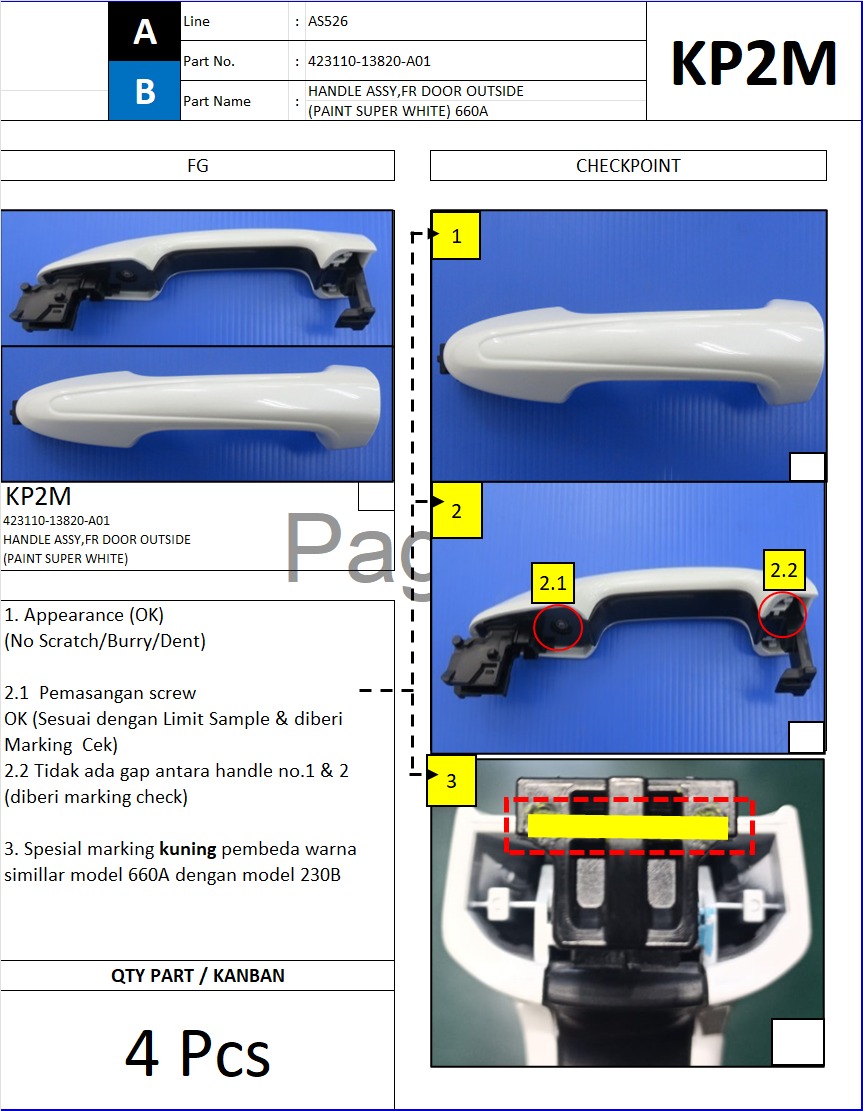 A
B
Line : AS526
Part No. : 423110-13820-A01
Part Name : HANDLE ASSY,FR DOOR OUTSIDE
(PAINT SUPER WHITE) 660A
KP2M
FG
CHECKPOINT
1
KP2M
423110-13820-A01
HANDLE ASSY,FR DOOR OUTSIDE
(PAINT SUPER WHITE)
Pag
2
2.1
2.2
1. Appearance (OK)
(No Scratch/Burry/Dent)
2.1 Pemasangan screw
OK (Sesuai dengan Limit Sample & diberi
Marking Cek)
2.2 Tidak ada gap antara handle no.1 & 2
(diberi marking check)
3. Spesial marking kuning pembeda warna
simillar model 660A dengan model 230B
3
QTY PART / KANBAN
4 Pcs